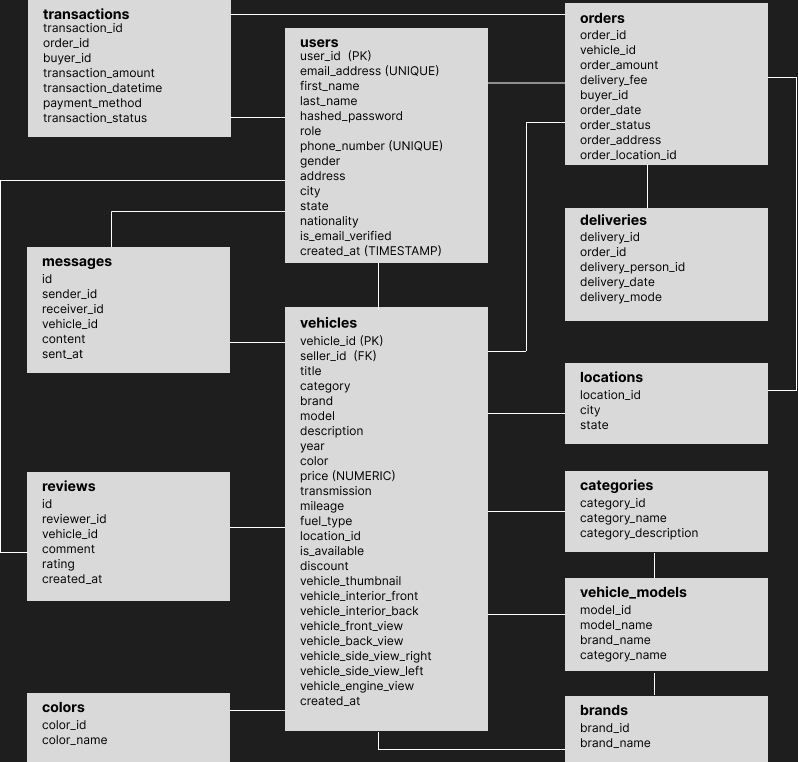 transactions
transaction_id
order_id
buyer_id
transaction_amount
transaction_datetime
payment_method
transaction_status
users
user_id  (PK)
email_address (UNIQUE)
first_name
last_name
hashed_password
role
phone_number (UNIQUE)
gender
address
city
state
nationality
is_email_verified
created_at (TIMESTAMP)
orders
order_id
vehicle_id
order_amount
delivery_fee
buyer_id
order_date
order_status
order_address
order_location_id
deliveries
delivery_id
order_id
delivery_person_id
delivery_date
delivery_mode
messages
id
sender_id
receiver_id
vehicle_id
content
sent_at
vehicles
vehicle_id (PK)
seller_id  (FK)
title
category
brand
model
description
year
color
price (NUMERIC)
transmission
mileage
fuel_type
location_id
is_available
discount
vehicle_thumbnail
vehicle_interior_front
vehicle_interior_back
vehicle_front_view
vehicle_back_view
vehicle_side_view_right
vehicle_side_view_left
vehicle_engine_view
created_at
locations
location_id
city
state
reviews
id
reviewer_id
vehicle_id
comment
rating
created_at
categories
category_id
category_name
category_description
vehicle_models
model_id
model_name
brand_name
category_name
colors
color_id
color_name
brands
brand_id
brand_name